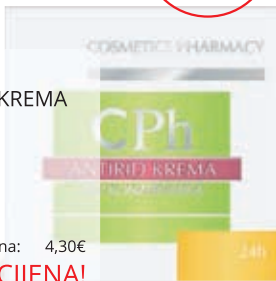 COSMETICS PHARMACY
KREMA
CPh
ANTIRID KREMA
na: 4,30€
24h
CIJENA!